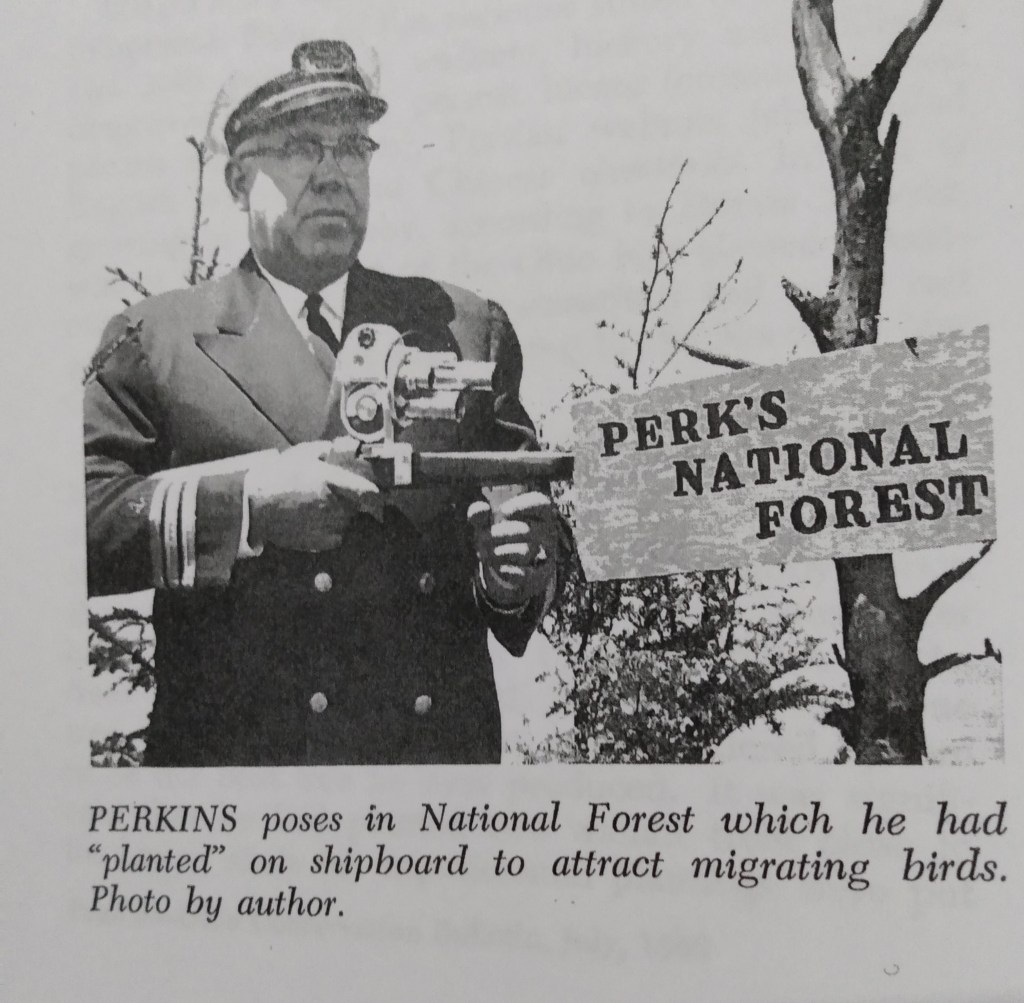 PERK'S
NATIONAL
FOREST
PERKINS poses in National Forest which he had
“planted” on shipboard to attract migrating birds.
Photo by author.